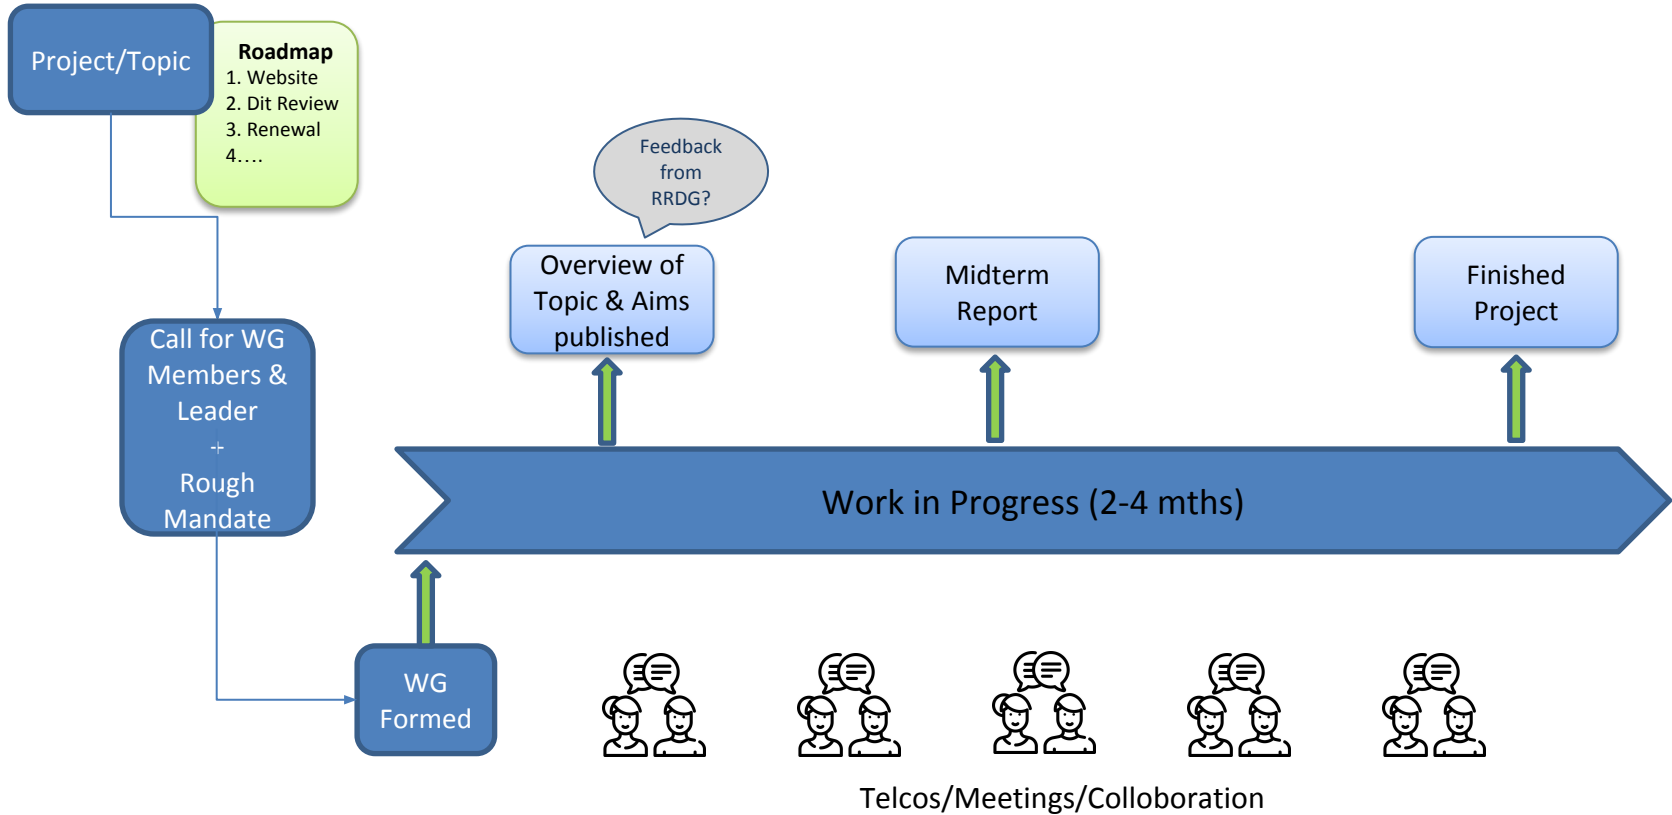 Project/Topic
Roadmap
1. Website
2. Dit Review
3. Renewal
4….
Feedback
from
RRDG?
Overview of
Topic & Aims
published
Midterm
Report
Finished
Project
Call for WG
Members &
Leader
+
Rough
Mandate
Work in Progress (2-4 mths)
WG
Formed
Telcos/Meetings/Colloboration